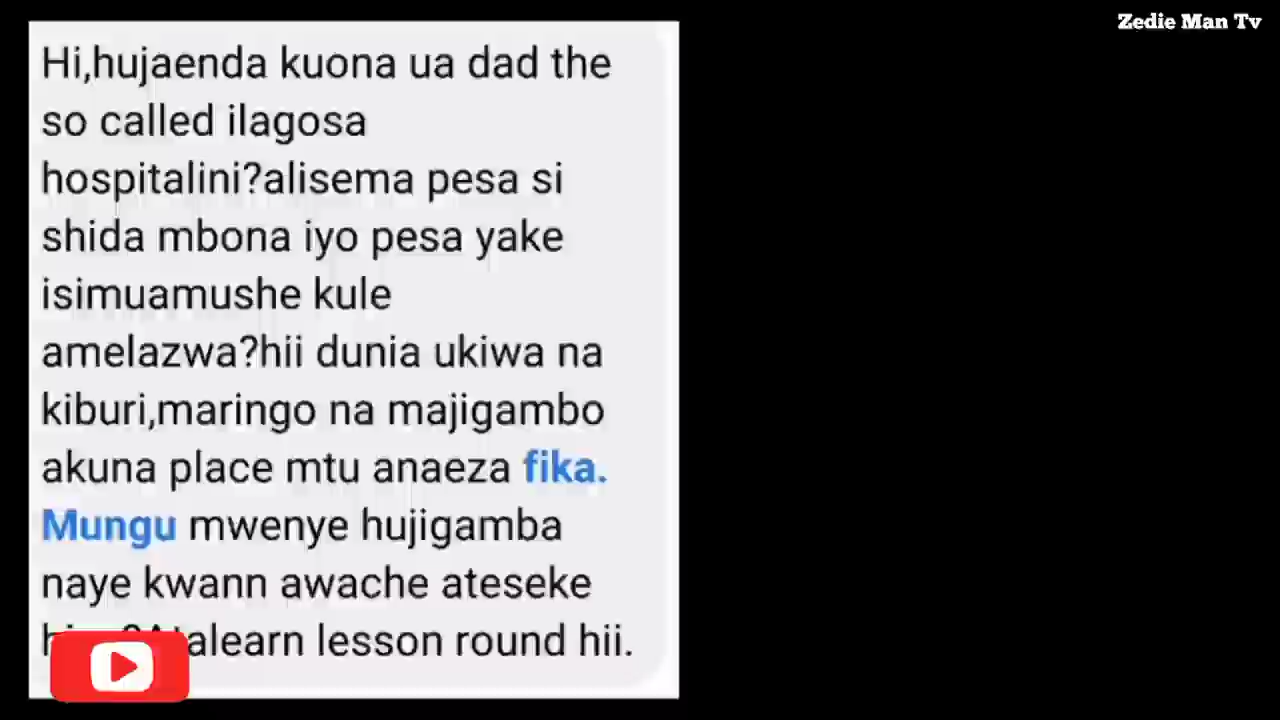 Zedie Man Tv
Hi,hujaenda kuona ua dad the
so called ilagosa
hospitalini?alisema pesa si
shida mbona iyo pesa yake
isimuamushe kule
amelazwa?hii dunia ukiwa na
kiburi,maringo na majigambo
akuna place mtu anaeza fika.
Mungu mwenye hujigamba
naye kwann awache ateseke
lesson round hii.